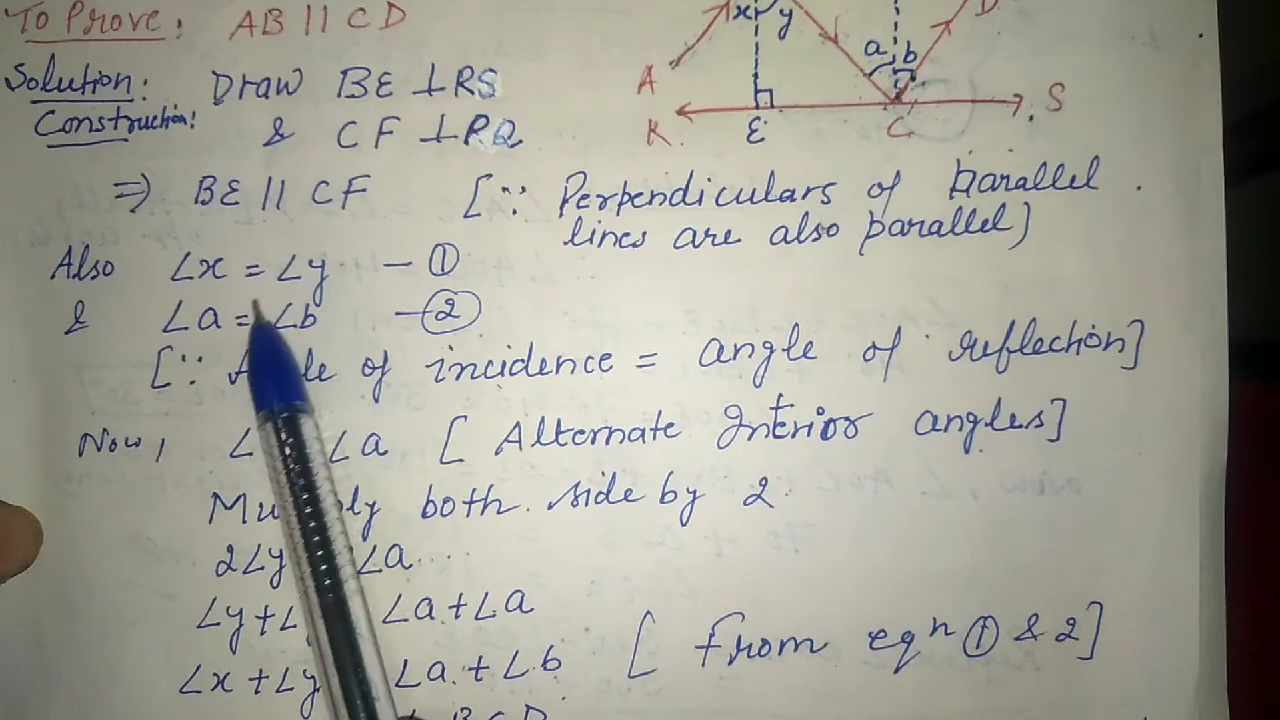 To Prove: AB || CD
Solution: Draw BE ⊥ RS
Construction: & CF ⊥ PQ
⇒ BE || CF [∵ Perpendiculars of parallel lines are also parallel]
Also ∠x = ∠y — ①
& ∠a = ∠b — ②
[∵ of incidence = angle of reflection]
Now, ∠ ∠a [Alternate Interior angles]
both side by 2.
2∠y ∠a
∠y + ∠ ∠a + ∠a
∠x + ∠y ∠a + ∠b [from eqn ① & 2]
BCD
x y
a b
A
D
R E C S